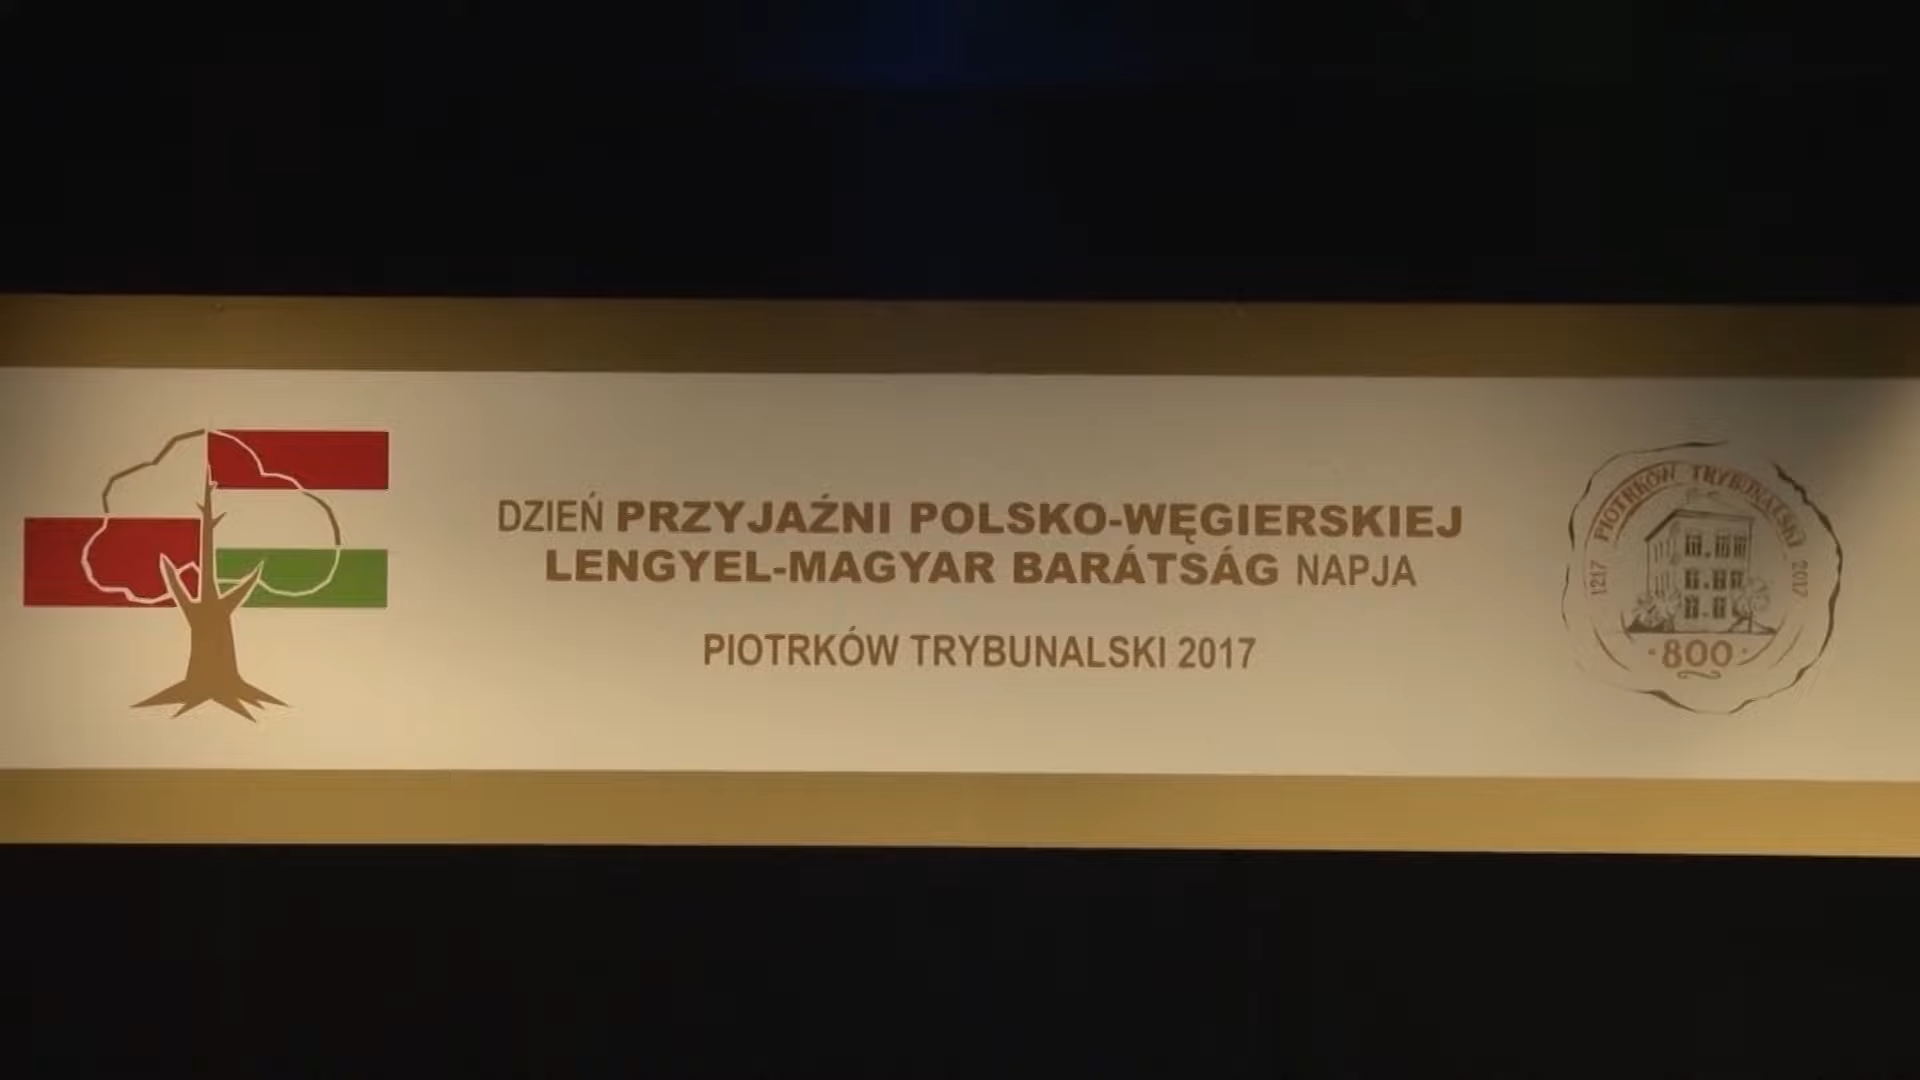 DZIEŃ PRZYJAŹNI POLSKO-WĘGIERSKIEJ
LENGYEL-MAGYAR BARÁTSÁG NAPJA
PIOTRKÓW TRYBUNALSKI 2017
PIOTRKÓW TRYBUNALSKI
1217 2017
·800·